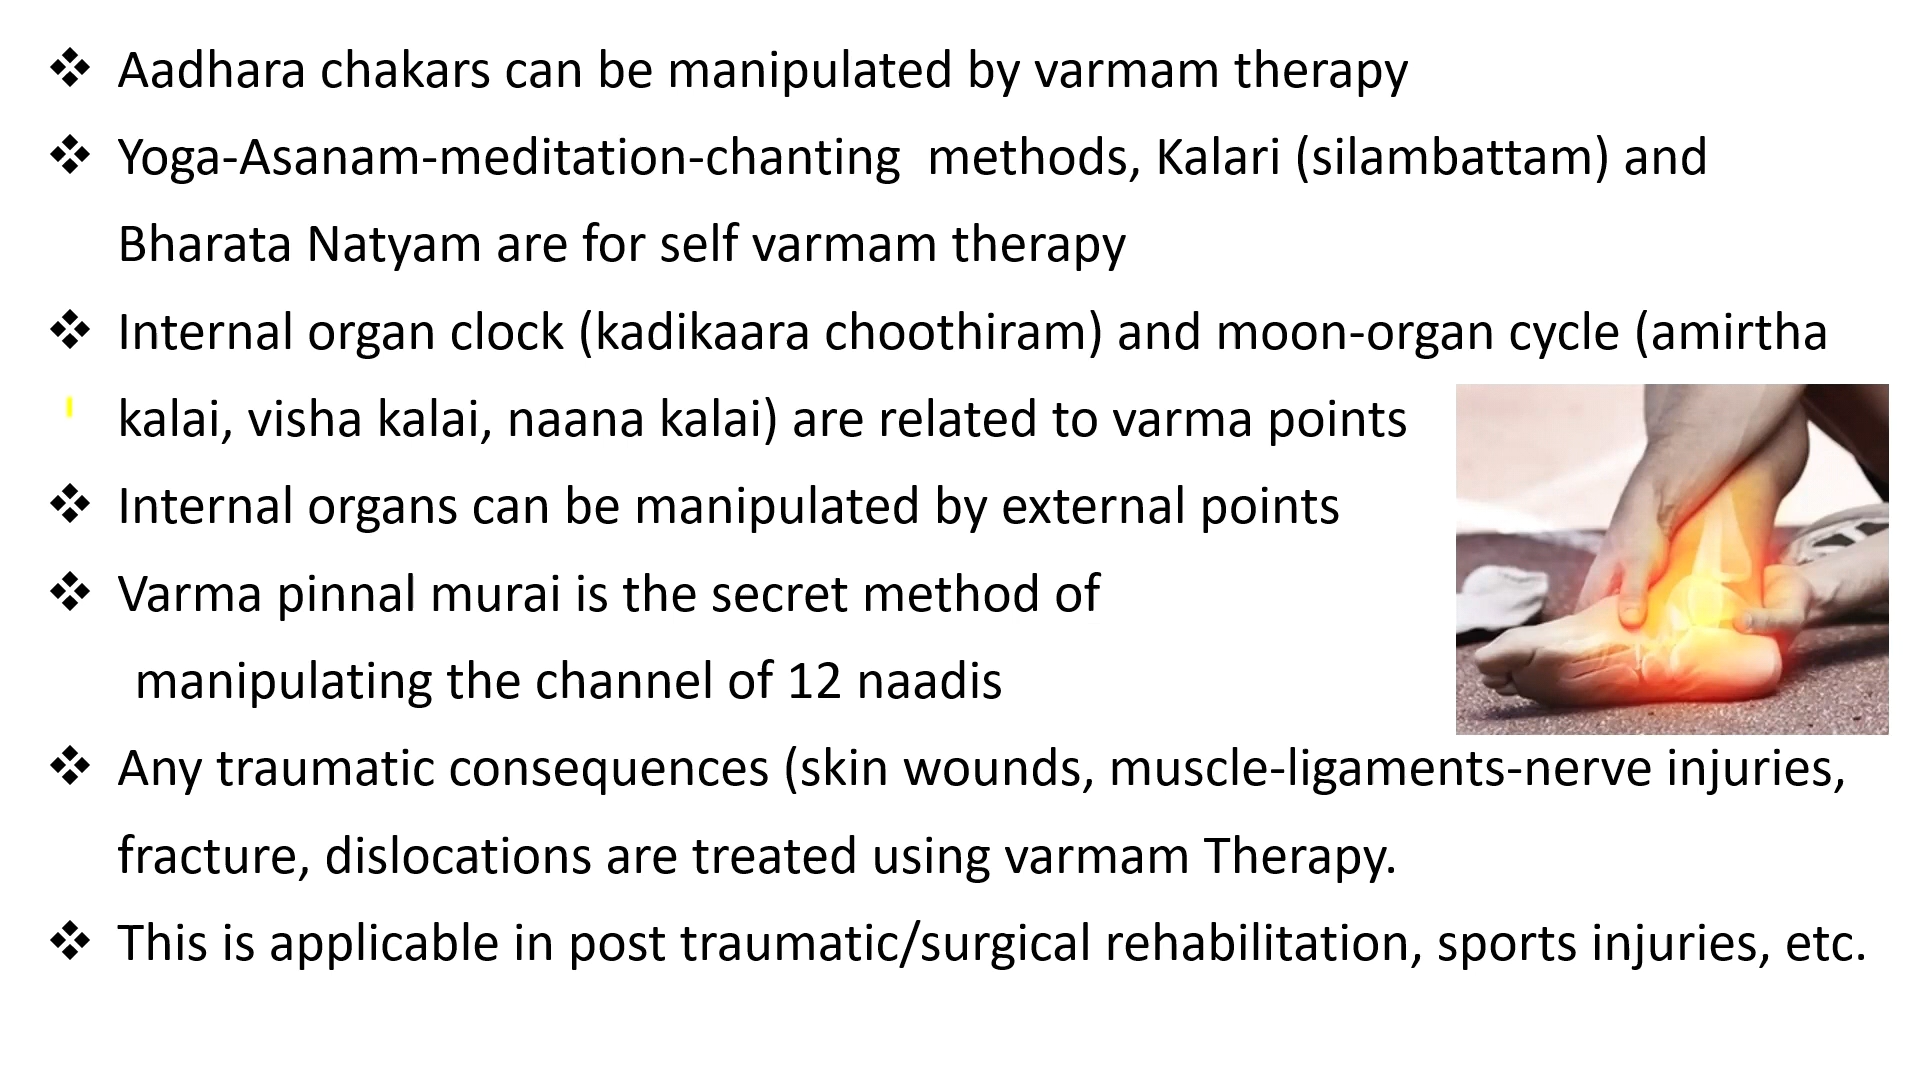 ❖ Aadhara chakars can be manipulated by varmam therapy
❖ Yoga-Asanam-meditation-chanting  methods, Kalari (silambattam) and
Bharata Natyam are for self varmam therapy
❖ Internal organ clock (kadikaara choothiram) and moon-organ cycle (amirtha
kalai, visha kalai, naana kalai) are related to varma points
❖ Internal organs can be manipulated by external points
❖ Varma pinnal murai is the secret method of
manipulating the channel of 12 naadis
❖ Any traumatic consequences (skin wounds, muscle-ligaments-nerve injuries,
fracture, dislocations are treated using varmam Therapy.
❖ This is applicable in post traumatic/surgical rehabilitation, sports injuries, etc.